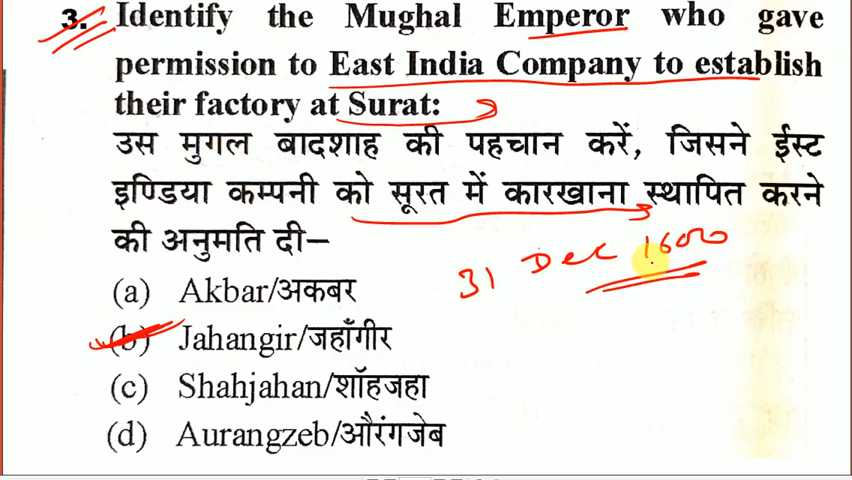 3. Identify the Mughal Emperor who gave
permission to East India Company to establish
their factory at Surat:
उस मुगल बादशाह की पहचान करें, जिसने ईस्ट
इण्डिया कम्पनी को सूरत में कारखाना स्थापित करने
की अनुमति दी–
31 Dec 1600
(a) Akbar/अकबर
(b) Jahangir/जहाँगीर
(c) Shahjahan/शॉहजहा
(d) Aurangzeb/औरंगजेब